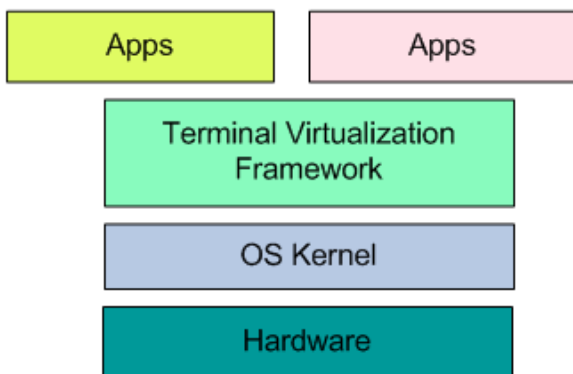 Apps
Apps
Terminal Virtualization
Framework
OS Kernel
Hardware